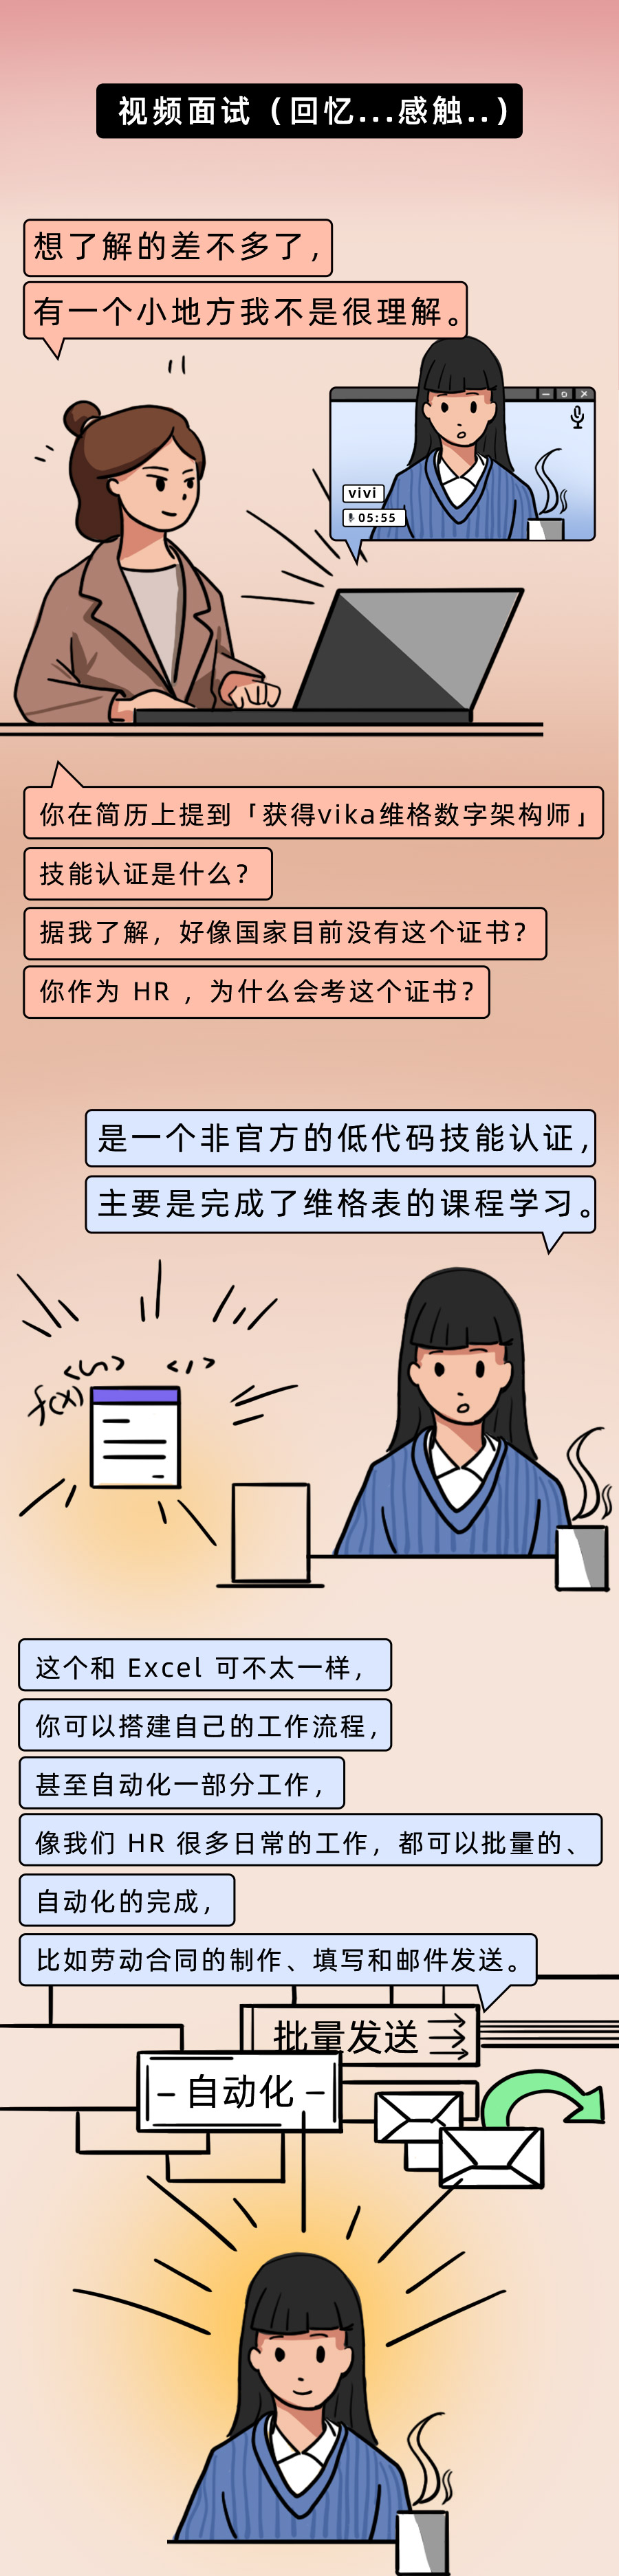 视频面试（回忆...感触..）
想了解的差不多了，
有一个小地方我不是很理解。
vivi
05:55
你在简历上提到「获得vika维格数字架构师」
技能认证是什么？
据我了解，好像国家目前没有这个证书？
你作为 HR ，为什么会考这个证书？
是一个非官方的低代码技能认证，
主要是完成了维格表的课程学习。
f(x)
<~>
</>
这个和 Excel 可不太一样，
你可以搭建自己的工作流程，
甚至自动化一部分工作，
像我们 HR 很多日常的工作，都可以批量的、
自动化的完成，
比如劳动合同的制作、填写和邮件发送。
批量发送
自动化